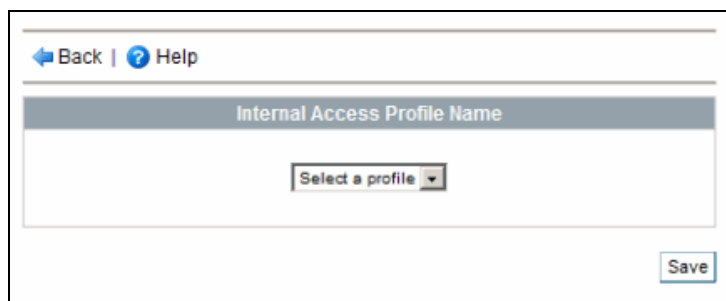 Back | Help
Internal Access Profile Name
Select a profile
Save